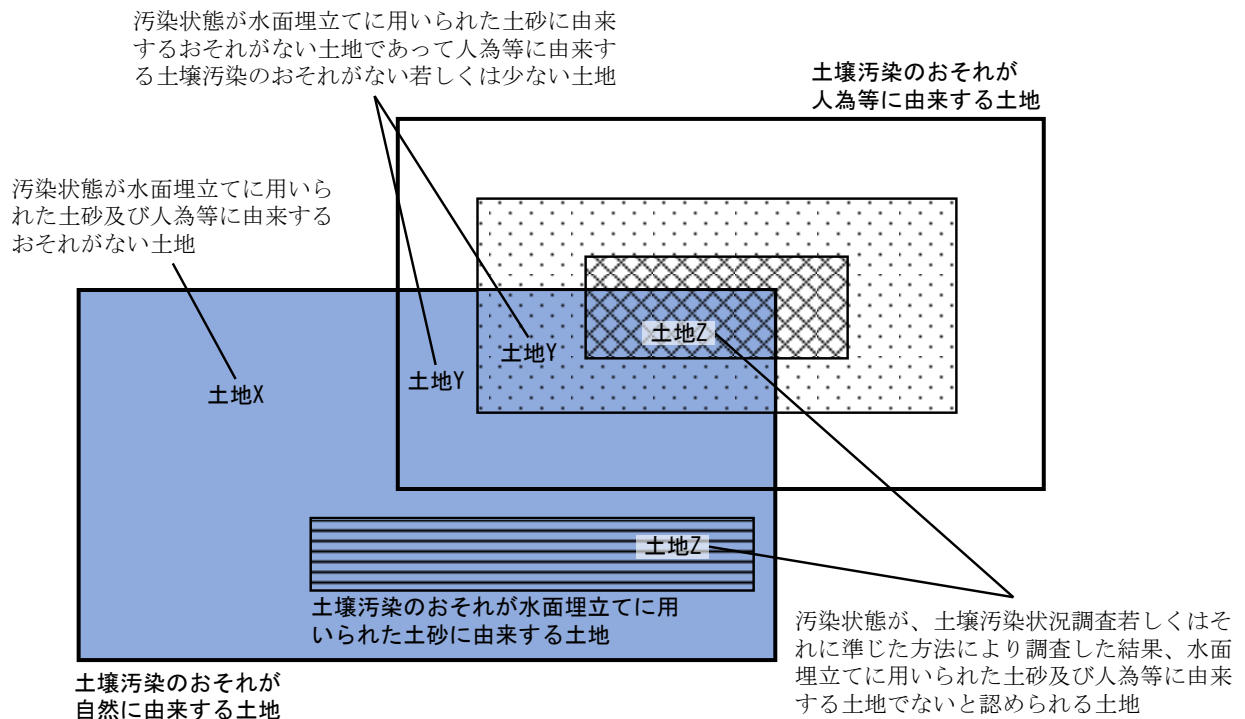 汚染状態が水面埋立てに用いられた土砂に由来
するおそれがない土地であって人為等に由来す
る土壌汚染のおそれがない若しくは少ない土地
土壌汚染のおそれが
人為等に由来する土地
汚染状態が水面埋立てに用いら
れた土砂及び人為等に由来する
おそれがない土地
土地Z
土地Y
土地Y
土地X
土地Z
土壌汚染のおそれが水面埋立てに用
いられた土砂に由来する土地
汚染状態が、土壌汚染状況調査若しくはそ
れに準じた方法により調査した結果、水面
埋立てに用いられた土砂及び人為等に由来
する土地でないと認められる土地
土壌汚染のおそれが
自然に由来する土地